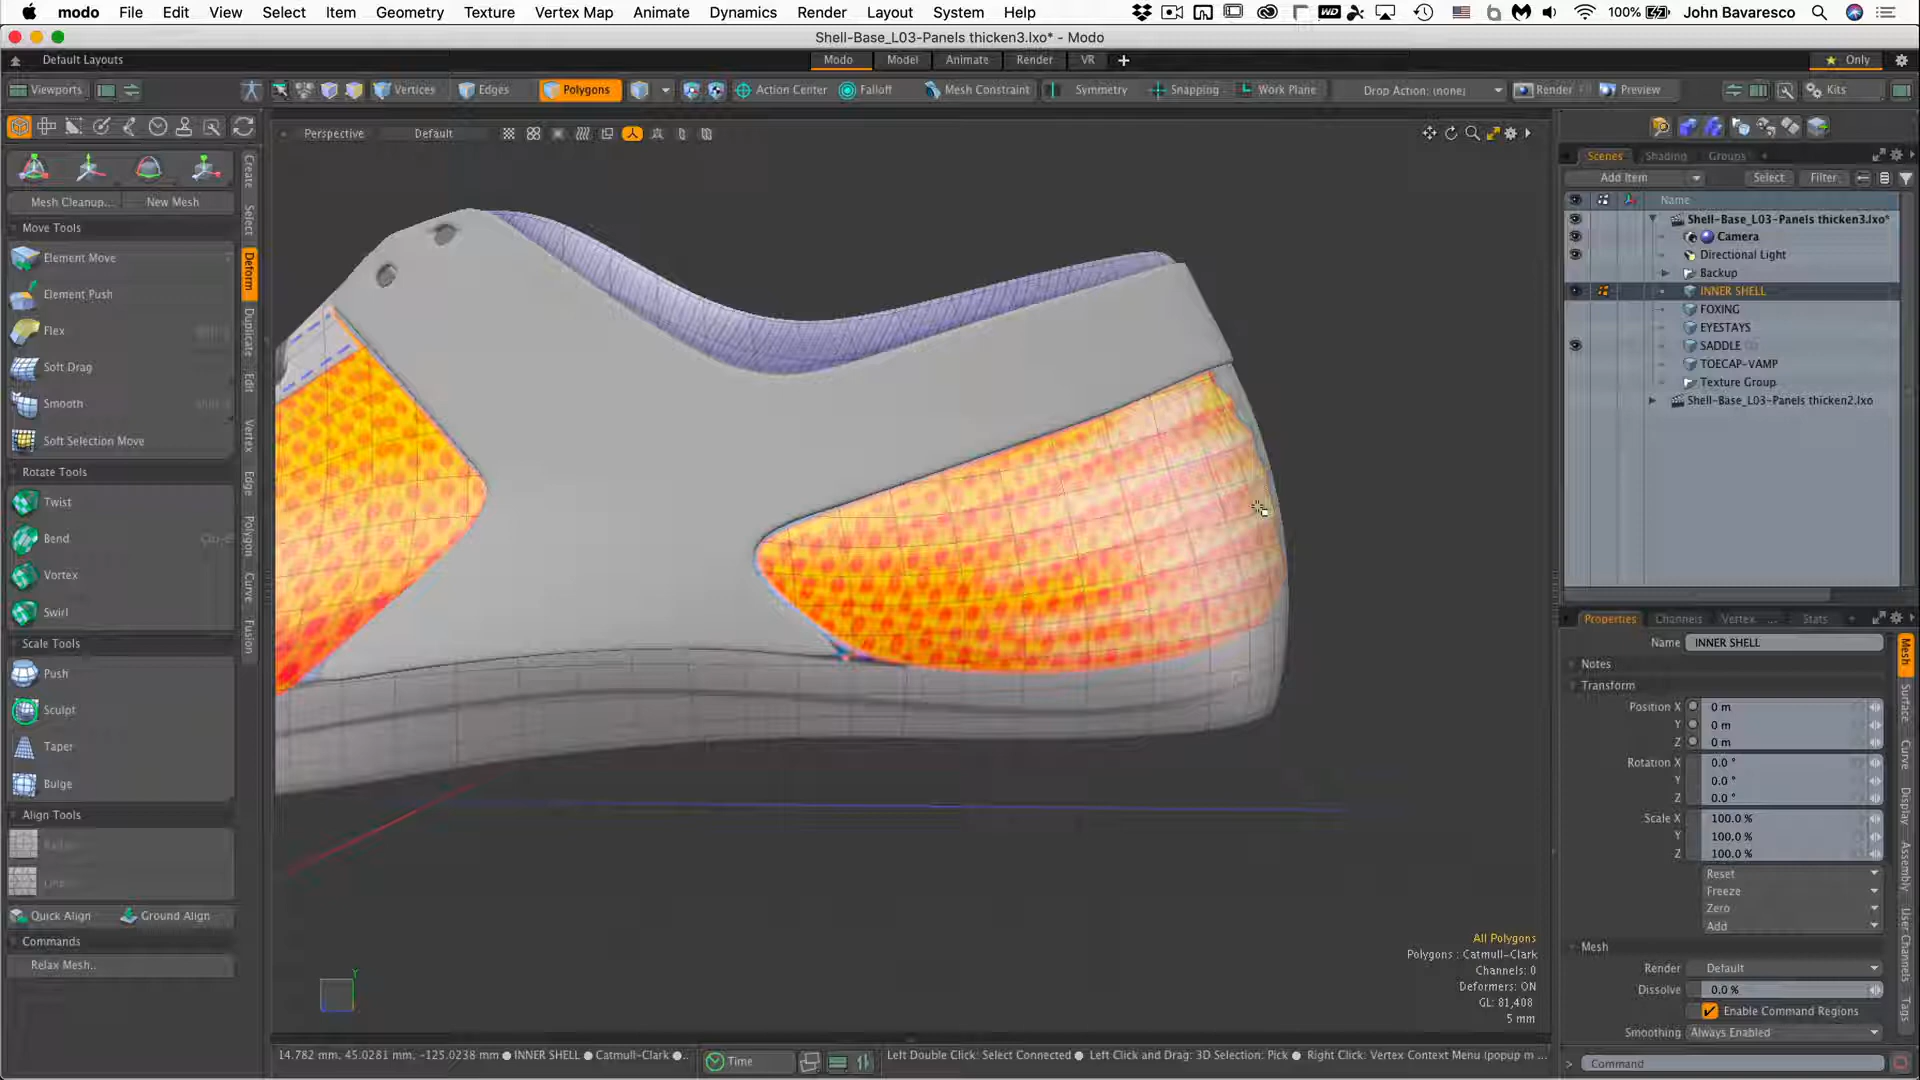 modo File Edit View Select Item Geometry Texture Vertex Map Animate Dynamics Render Layout System Help WD 100% John Bavaresco
Shell-Base_L03-Panels thicken3.lxo* - Modo
Default Layouts Modo Model Animate Render VR Only
Viewports Vertices Edges Polygons Action Center Falloff Mesh Constraint Symmetry Snapping Work Plane Drop Action: (none) Render Preview Kits
Perspective Default
Mesh Cleanup... New Mesh
Move Tools
Element Move
Element Push
Flex
Soft Drag
Smooth
Soft Selection Move
Rotate Tools
Twist
Bend
Vortex
Swirl
Scale Tools
Push
Sculpt
Taper
Bulge
Align Tools
Quick Align Ground Align
Commands
Relax Mesh..
Create
Select
Deform
Duplicate
Edit
Vertex
Edge
Polygon
Curve
Fusion
Y
All Polygons
Polygons : Catmull-Clark
Channels: 0
Deformers: ON
GL: 81,408
5 mm
14.782 mm, 45.0281 mm, -125.0238 mm INNER SHELL Catmull-Clark Time Left Double Click: Select Connected Left Click and Drag: 3D Selection: Pick Right Click: Vertex Context Menu (popup m ...
Scenes Shading Groups
Add Item Select Filter
Name
Shell-Base_L03-Panels thicken3.lxo*
Camera
Directional Light
Backup
INNER SHELL
FOXING
EYESTAYS
SADDLE
TOECAP-VAMP
Texture Group
Shell-Base_L03-Panels thicken2.lxo
Properties Channels Vertex ... Stats
Name INNER SHELL
Notes
Transform
Position X 0 m
Y 0 m
Z 0 m
Rotation X 0.0 °
Y 0.0 °
Z 0.0 °
Scale X 100.0 %
Y 100.0 %
Z 100.0 %
Reset
Freeze
Zero
Add
Mesh
Render Default
Dissolve 0.0 %
Enable Command Regions
Smoothing Always Enabled
Command
Mesh
Surface
Curve
Display
Assembly
User Channels
Tags